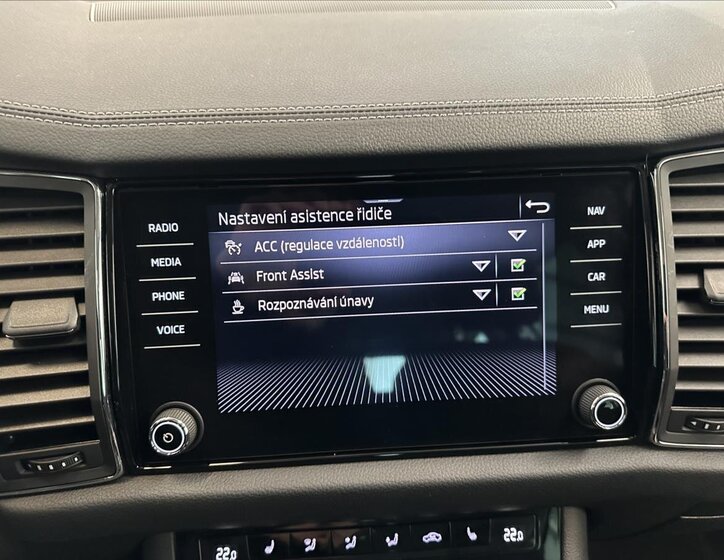 Nastavení asistence řidiče
ACC (regulace vzdálenosti)
Front Assist
Rozpoznávání únavy
RADIO
MEDIA
PHONE
VOICE
NAV
APP
CAR
MENU
22.0
22.0